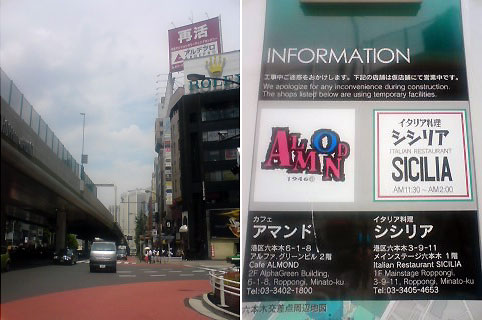 再活
ROLEX
INFORMATION
工事中ご迷惑をおかけします。下記の店舗は仮店舗にて営業中です。
We apologize for any inconvenience during construction.
The shops listed below are using temporary facilities.
ALMOND
1946
イタリア料理
シシリア
ITALIAN RESTAURANT
SICILIA
AM11:30~AM2:00
カフェ
アマンド
港区六本木6-1-8
アルファ,グリーンビル 2階
Cafe ALMOND
2F AlphaGreen Building,
6-1-8, Roppongi, Minato-ku
Tel:03-3402-1800
イタリア料理
シシリア
港区六本木3-9-11
メインステージ六本木 1階
Italian Restaurant SICILIA
1F Mainstage Roppongi,
3-9-11, Roppongi, Minato-ku
Tel:03-3405-4653
六本木交差点周辺地図